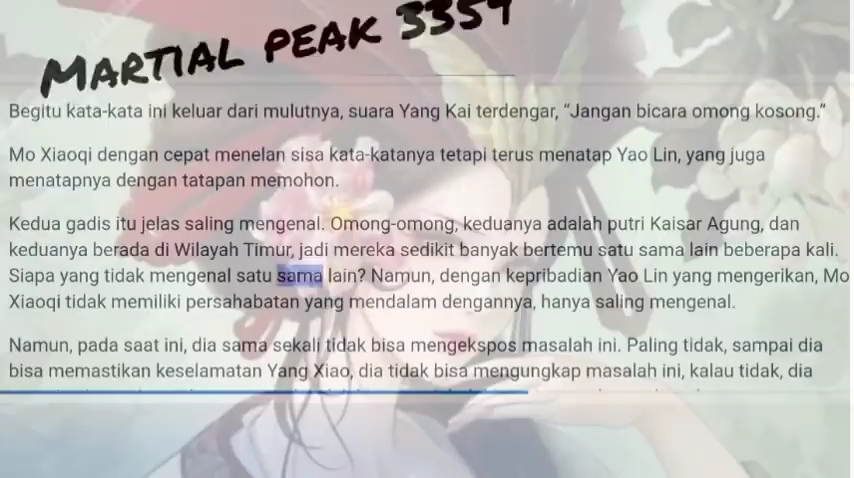 MARTIAL PEAK 3359
Begitu kata-kata ini keluar dari mulutnya, suara Yang Kai terdengar, “Jangan bicara omong kosong.”
Mo Xiaoqi dengan cepat menelan sisa kata-katanya tetapi terus menatap Yao Lin, yang juga
menatapnya dengan tatapan memohon.
Kedua gadis itu jelas saling mengenal. Omong-omong, keduanya adalah putri Kaisar Agung, dan
keduanya berada di Wilayah Timur, jadi mereka sedikit banyak bertemu satu sama lain beberapa kali.
Siapa yang tidak mengenal satu sama lain? Namun, dengan kepribadian Yao Lin yang mengerikan, Mo
Xiaoqi tidak memiliki persahabatan yang mendalam dengannya, hanya saling mengenal.
Namun, pada saat ini, dia sama sekali tidak bisa mengekspos masalah ini. Paling tidak, sampai dia
bisa memastikan keselamatan Yang Xiao, dia tidak bisa mengungkap masalah ini, kalau tidak, dia